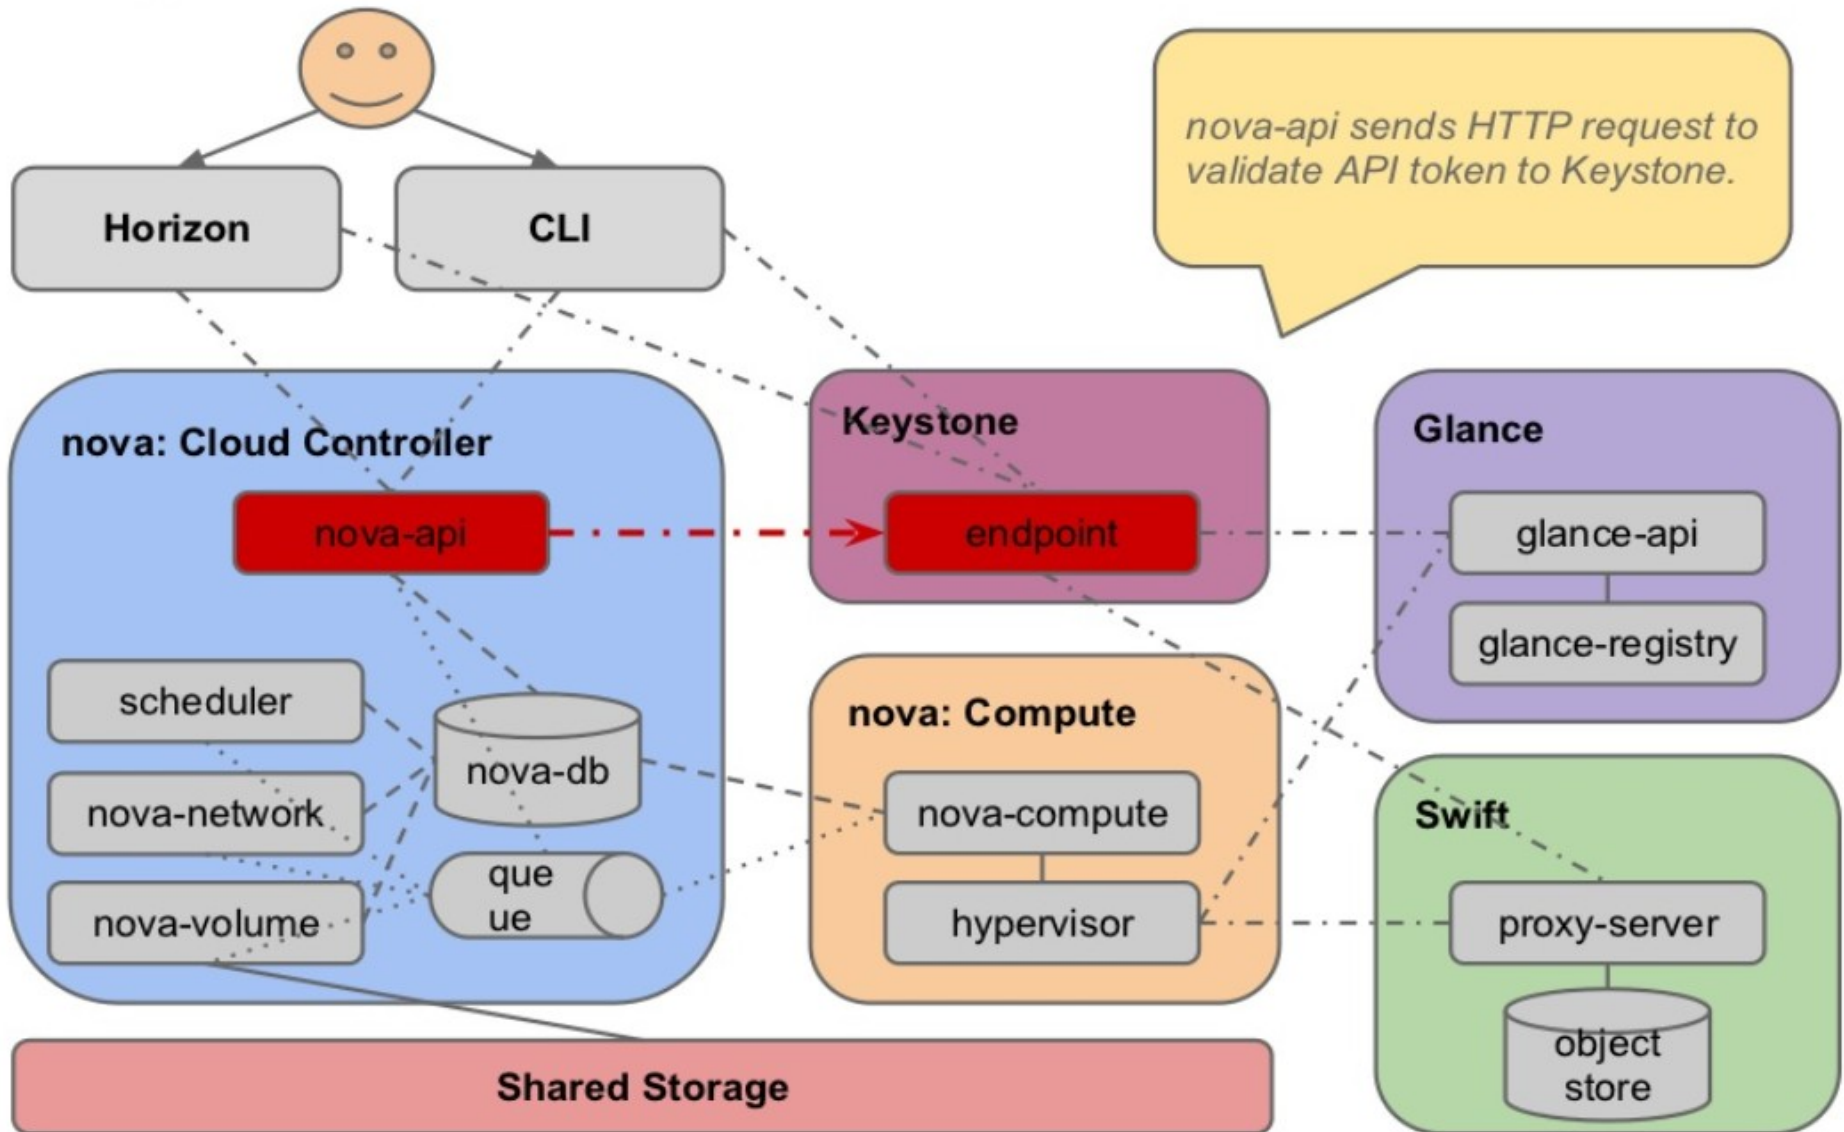 nova-api sends HTTP request to
validate API token to Keystone.
Horizon
CLI
nova: Cloud Controller
nova-api
scheduler
nova-network
nova-volume
nova-db
que
ue
Keystone
endpoint
nova: Compute
nova-compute
hypervisor
Glance
glance-api
glance-registry
Swift
proxy-server
object
store
Shared Storage